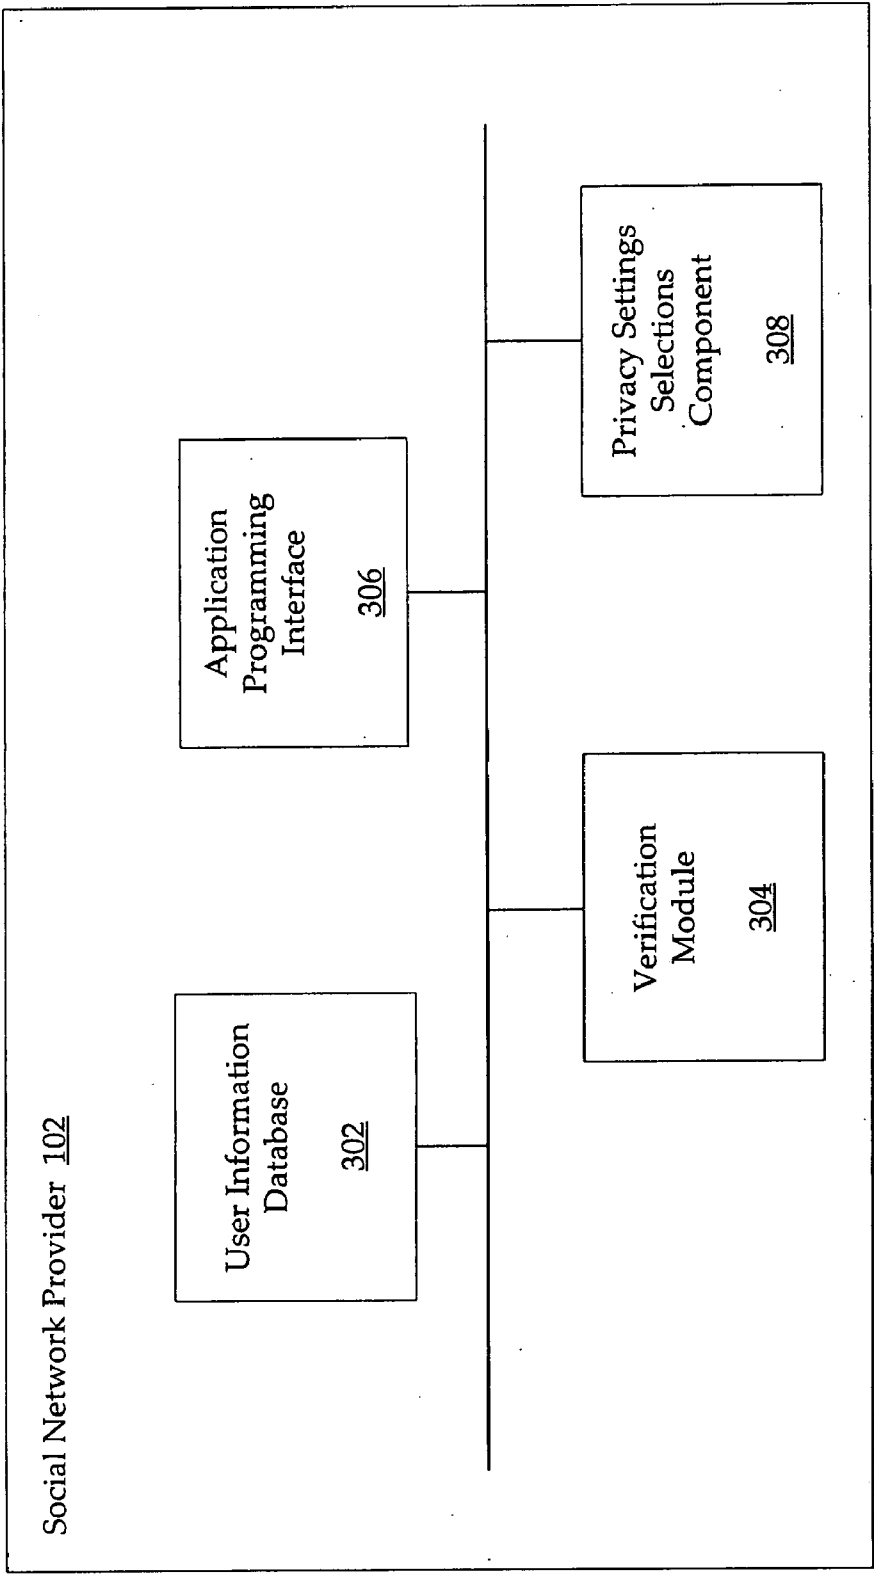 Social Network Provider 102
User Information
Database
302
Application
Programming
Interface
306
Verification
Module
304
Privacy Settings
Selections
Component
308